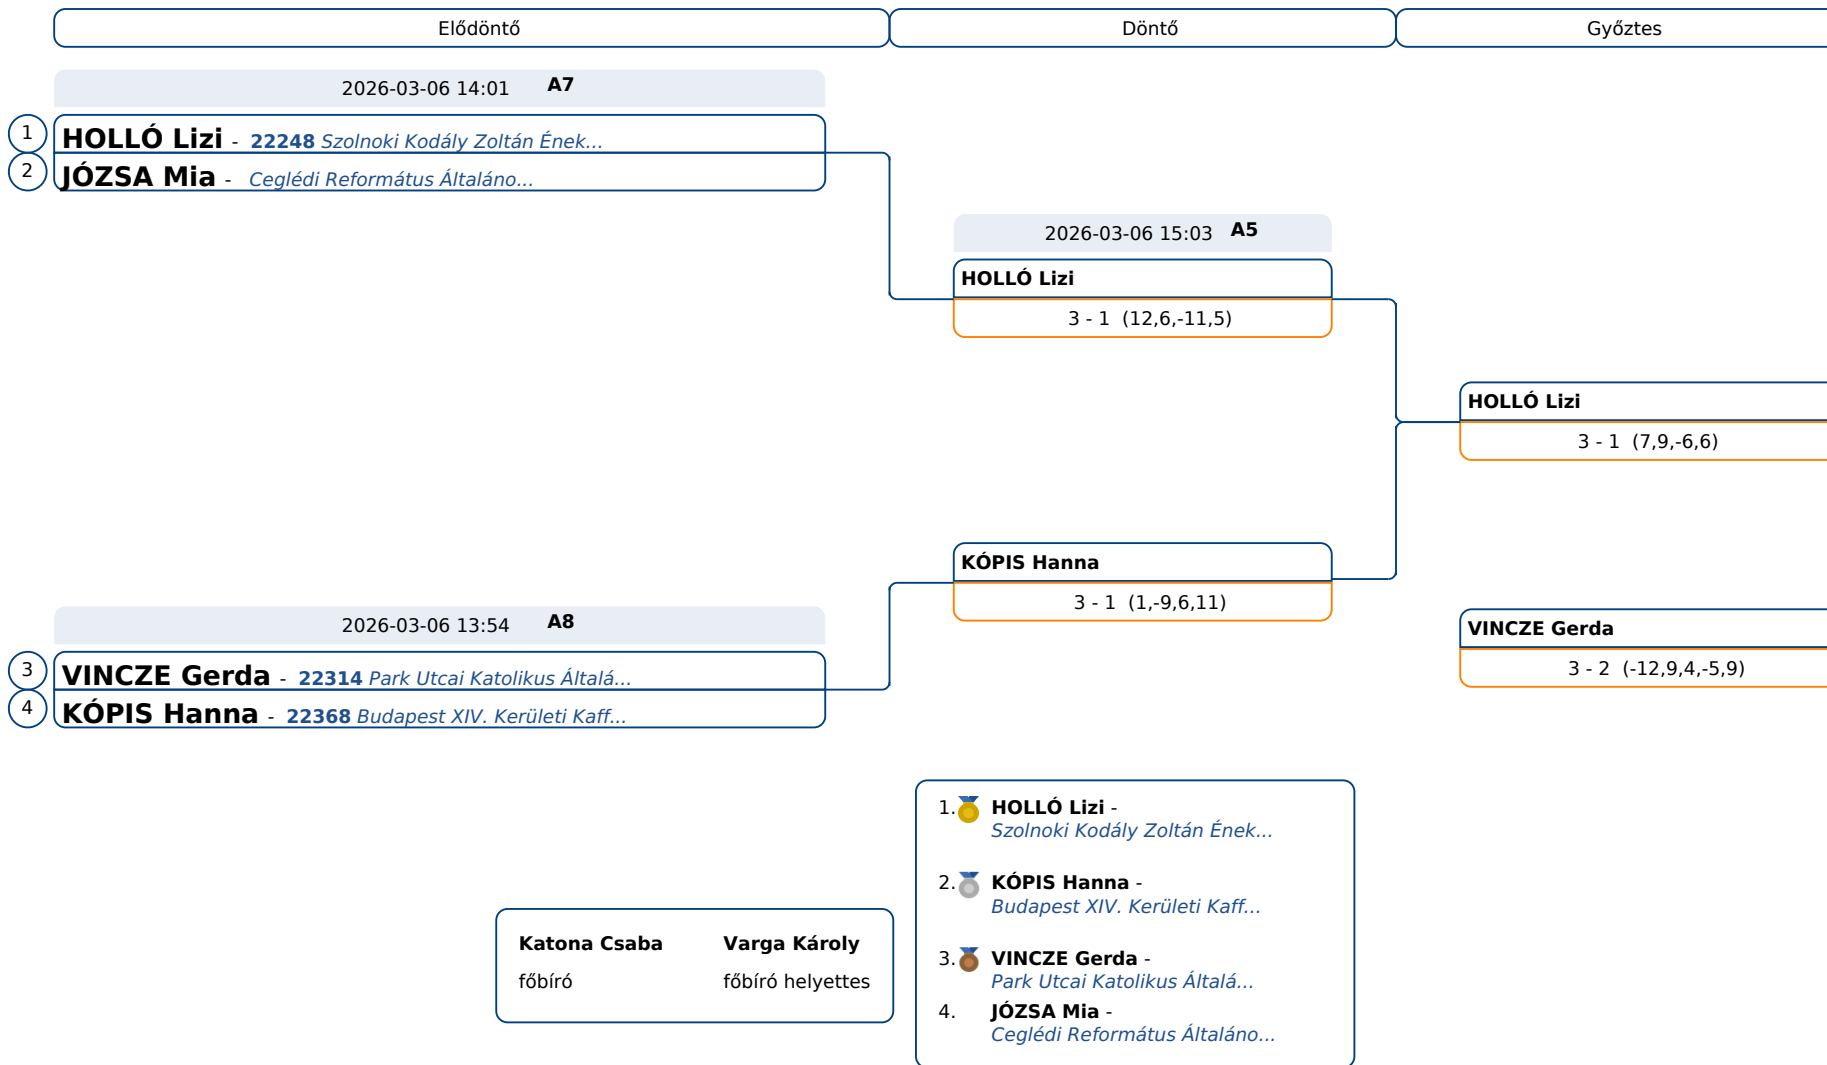 Elődöntő
Döntő
Győztes
2026-03-06 14:01 A7
1 HOLLÓ Lizi - 22248 Szolnoki Kodály Zoltán Ének...
2 JÓZSA Mia - Ceglédi Református Általáno...
2026-03-06 15:03 A5
HOLLÓ Lizi
3 - 1 (12,6,-11,5)
HOLLÓ Lizi
3 - 1 (7,9,-6,6)
KÓPIS Hanna
3 - 1 (1,-9,6,11)
2026-03-06 13:54 A8
3 VINCZE Gerda - 22314 Park Utcai Katolikus Általá...
4 KÓPIS Hanna - 22368 Budapest XIV. Kerületi Kaff...
VINCZE Gerda
3 - 2 (-12,9,4,-5,9)
1. HOLLÓ Lizi -
Szolnoki Kodály Zoltán Ének...
2. KÓPIS Hanna -
Budapest XIV. Kerületi Kaff...
3. VINCZE Gerda -
Park Utcai Katolikus Általá...
4. JÓZSA Mia -
Ceglédi Református Általáno...
Katona Csaba Varga Károly
főbíró főbíró helyettes